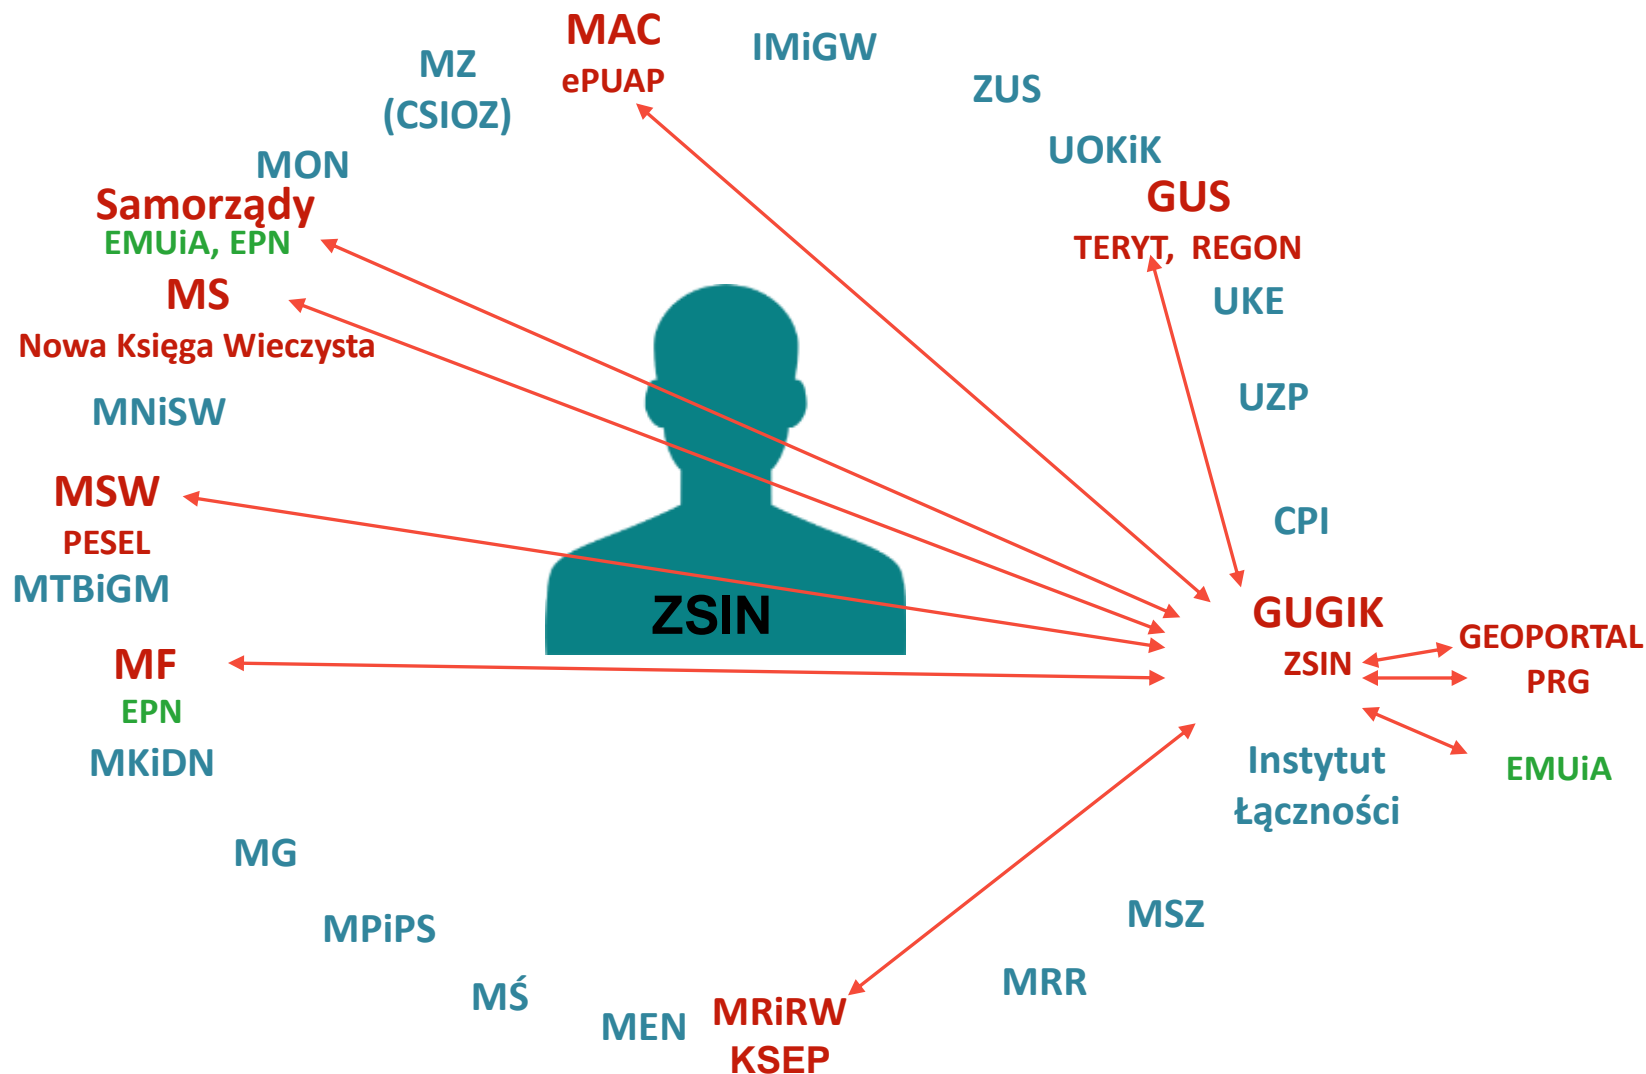 MAC
ePUAP
IMiGW
MZ
(CSIOZ)
ZUS
UOKiK
MON
Samorządy
EMUiA, EPN
GUS
TERYT, REGON
MS
Nowa Księga Wieczysta
UKE
MNiSW
UZP
MSW
PESEL
MTBiGM
CPI
ZSIN
GUGIK
ZSIN
GEOPORTAL
PRG
MF
EPN
MKiDN
Instytut
Łączności
EMUiA
MG
MPiPS
MSZ
MŚ
MEN
MRiRW
KSEP
MRR